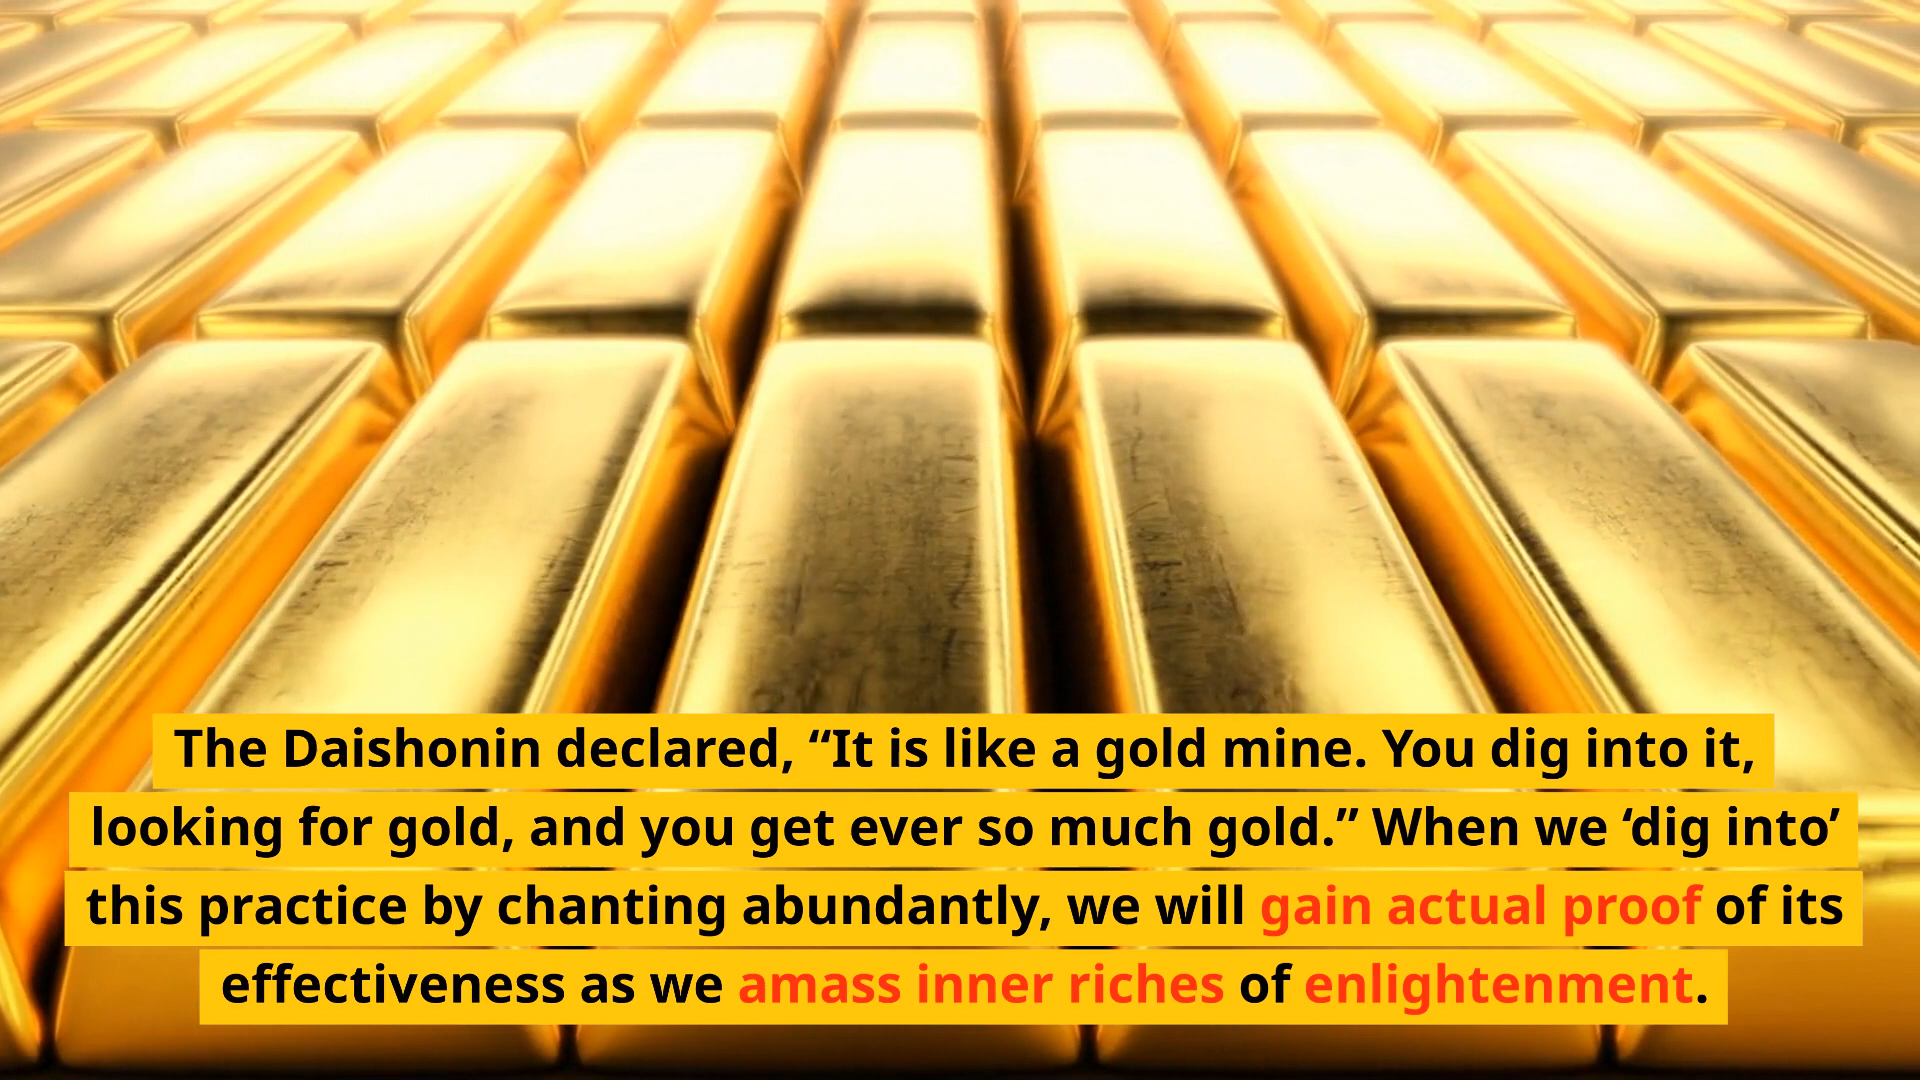 The Daishonin declared, “It is like a gold mine. You dig into it,
looking for gold, and you get ever so much gold.” When we ‘dig into’
this practice by chanting abundantly, we will gain actual proof of its
effectiveness as we amass inner riches of enlightenment.